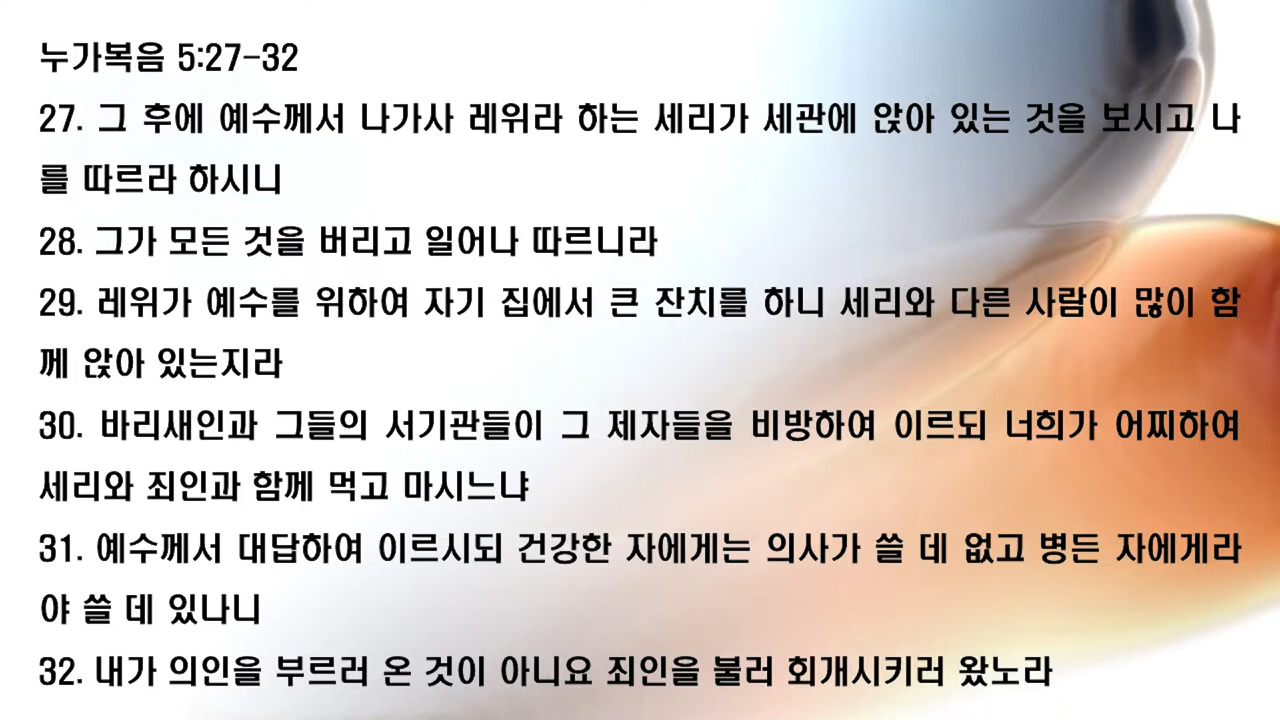 누가복음 5:27-32
27. 그 후에 예수께서 나가사 레위라 하는 세리가 세관에 앉아 있는 것을 보시고 나
를 따르라 하시니
28. 그가 모든 것을 버리고 일어나 따르니라
29. 레위가 예수를 위하여 자기 집에서 큰 잔치를 하니 세리와 다른 사람이 많이 함
께 앉아 있는지라
30. 바리새인과 그들의 서기관들이 그 제자들을 비방하여 이르되 너희가 어찌하여
세리와 죄인과 함께 먹고 마시느냐
31. 예수께서 대답하여 이르시되 건강한 자에게는 의사가 쓸 데 없고 병든 자에게라
야 쓸 데 있나니
32. 내가 의인을 부르러 온 것이 아니요 죄인을 불러 회개시키러 왔노라